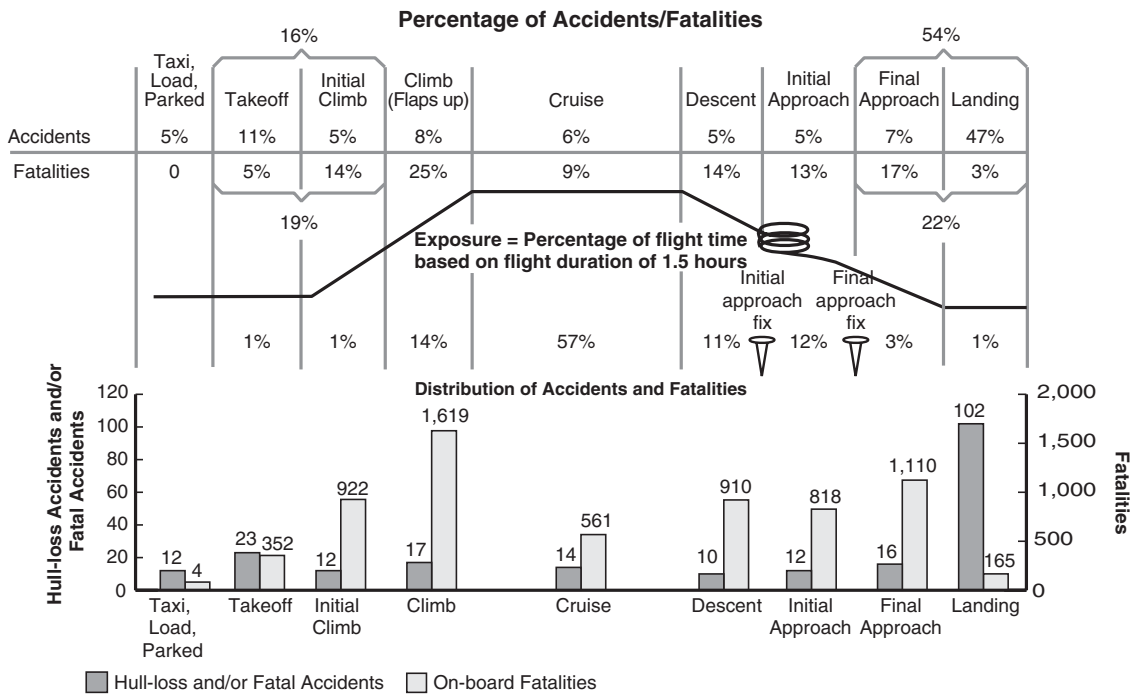 Percentage of Accidents/Fatalities
16%
54%
Taxi,
Load,
Parked
Takeoff
Initial
Climb
Climb
(Flaps up)
Cruise
Descent
Initial
Approach
Final
Approach
Landing
Accidents 5% 11% 5% 8% 6% 5% 5% 7% 47%
Fatalities 0 5% 14% 25% 9% 14% 13% 17% 3%
19%
22%
Exposure = Percentage of flight time
based on flight duration of 1.5 hours
Initial
approach
fix
Final
approach
fix
1% 1% 14% 57% 11% 12% 3% 1%
Distribution of Accidents and Fatalities
Hull-loss Accidents and/or
Fatal Accidents
120
100
80
60
40
20
0
12 4
23 352
12 922
17 1,619
14 561
10 910
12 818
16 1,110
102 165
2,000
1,500
1,000
500
0
Fatalities
Taxi,
Load,
Parked
Takeoff
Initial
Climb
Climb
Cruise
Descent
Initial
Approach
Final
Approach
Landing
Hull-loss and/or Fatal Accidents
On-board Fatalities